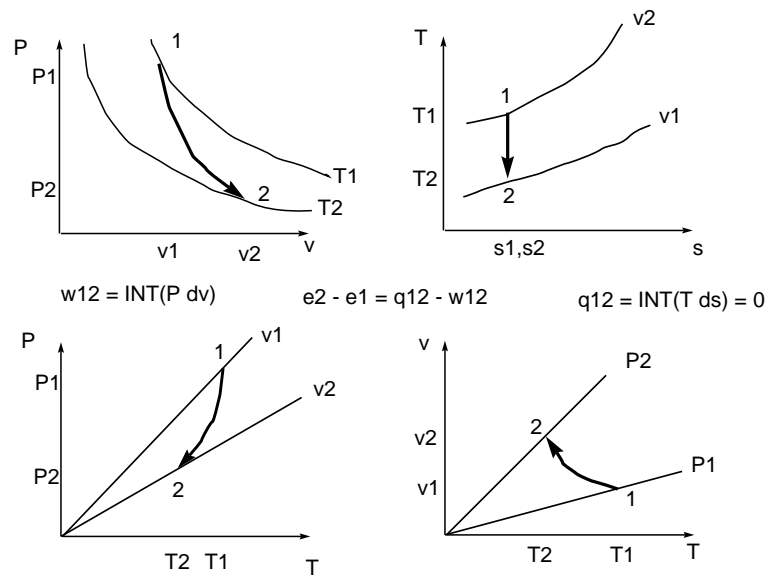 P
P1
P2
1
2
T1
T2
v1
v2
v
T
T1
T2
1
2
v2
v1
s1,s2
s
w12 = INT(P dv)
e2 - e1 = q12 - w12
q12 = INT(T ds) = 0
P
P1
P2
1
2
v1
v2
T2
T1
T
v
v2
v1
2
1
P2
P1
T2
T1
T